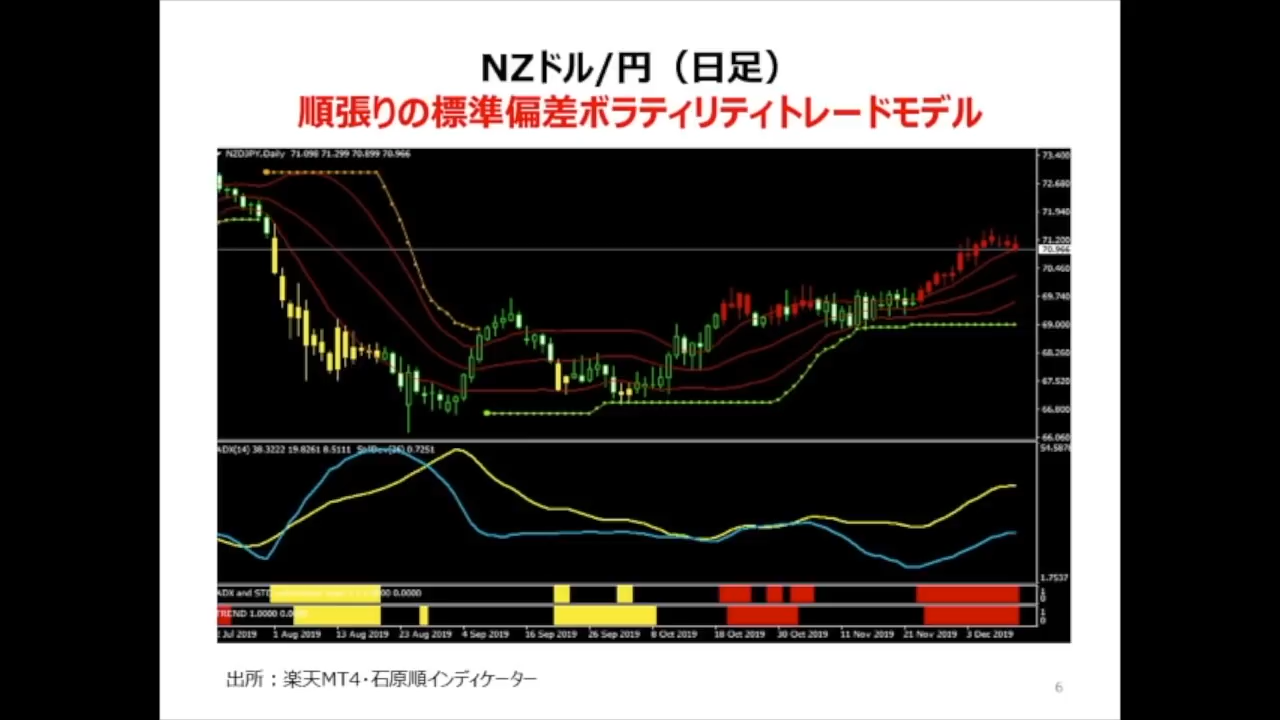 NZドル/円（日足）
順張りの標準偏差ボラティリティトレードモデル
NZDJPY,Daily 71.098 71.299 70.899 70.966
73.400
72.680
71.940
71.200
70.966
70.460
69.740
69.000
68.260
67.520
66.800
66.060
ADX(14) 38.3222 19.8261 8.5111 StdDev(26) 0.7251
54.5878
1.7537
ADX and 0.0000
1
0
TREND 1.0000
1
0
Jul 2019 1 Aug 2019 13 Aug 2019 23 Aug 2019 4 Sep 2019 16 Sep 2019 26 Sep 2019 8 Oct 2019 18 Oct 2019 30 Oct 2019 11 Nov 2019 21 Nov 2019 3 Dec 2019
出所：楽天MT4・石原順インディケーター
6